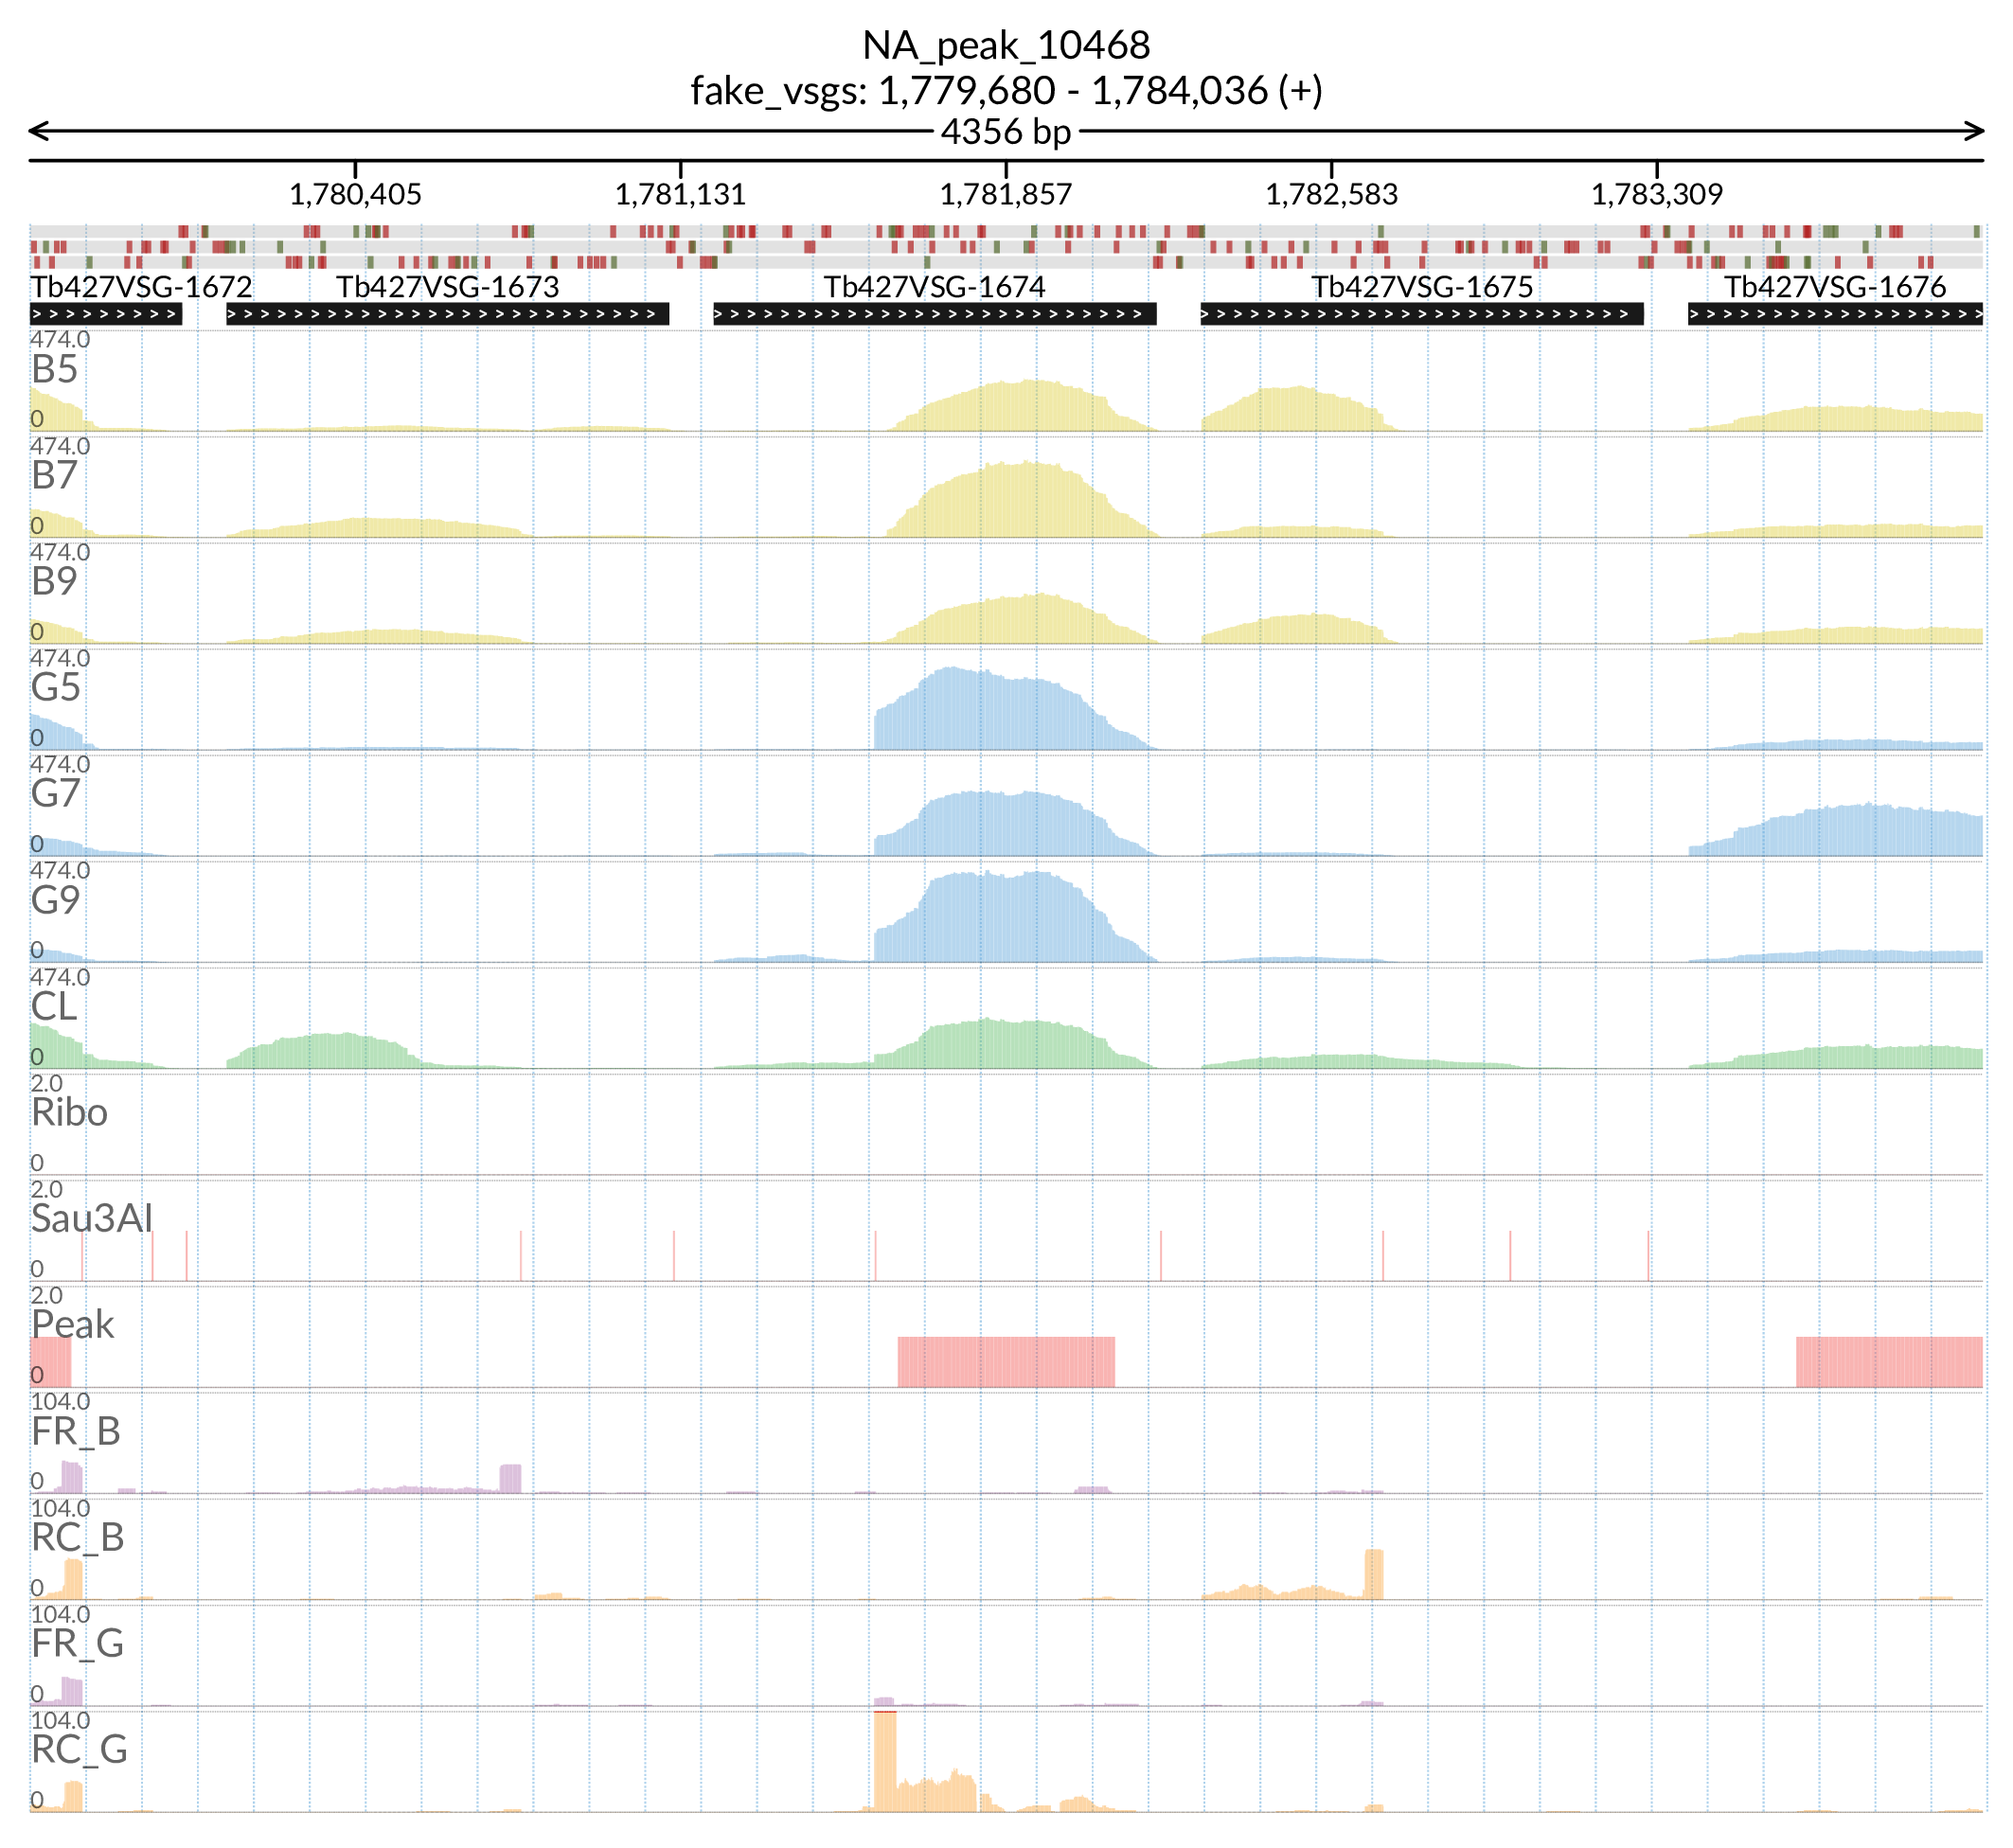 NA_peak_10468
fake_vsgs: 1,779,680 - 1,784,036 (+)
4356 bp
1,780,405 1,781,131 1,781,857 1,782,583 1,783,309
Tb427VSG-1672 Tb427VSG-1673 Tb427VSG-1674 Tb427VSG-1675 Tb427VSG-1676
474.0
B5
0
474.0
B7
0
474.0
B9
0
474.0
G5
0
474.0
G7
0
474.0
G9
0
474.0
CL
0
2.0
Ribo
0
2.0
Sau3AI
0
2.0
Peak
0
104.0
FR_B
0
104.0
RC_B
0
104.0
FR_G
0
104.0
RC_G
0